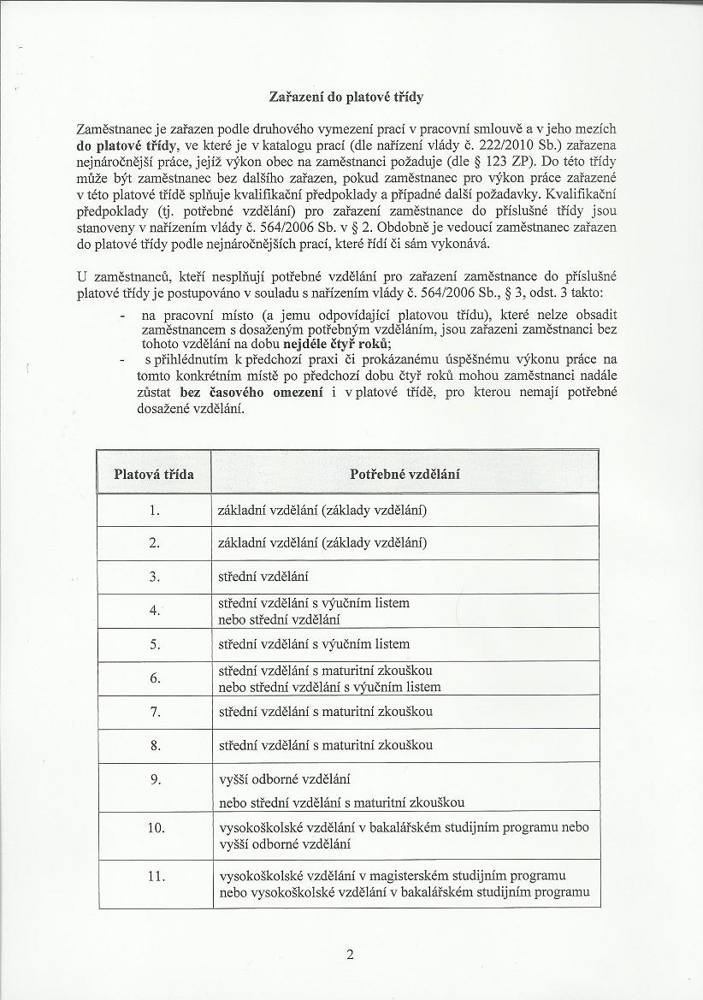 Zařazení do platové třídy
Zaměstnanec je zařazen podle druhového vymezení prací v pracovní smlouvě a v jeho mezích
do platové třídy, ve které je v katalogu prací (dle nařízení vlády č. 222/2010 Sb.) zařazena
nejnáročnější práce, jejíž výkon obec na zaměstnanci požaduje (dle § 123 ZP). Do této třídy
může být zaměstnanec bez dalšího zařazen, pokud zaměstnanec pro výkon práce zařazené
v této platové třídě splňuje kvalifikační předpoklady a případné další požadavky. Kvalifikační
předpoklady (tj. potřebné vzdělání) pro zařazení zaměstnance do příslušné třídy jsou
stanoveny v nařízením vlády č. 564/2006 Sb. v § 2. Obdobně je vedoucí zaměstnanec zařazen
do platové třídy podle nejnáročnějších prací, které řídí či sám vykonává.
U zaměstnanců, kteří nesplňují potřebné vzdělání pro zařazení zaměstnance do příslušné
platové třídy je postupováno v souladu s nařízením vlády č. 564/2006 Sb., § 3, odst. 3 takto:
- na pracovní místo (a jemu odpovídající platovou třídu), které nelze obsadit
zaměstnancem s dosaženým potřebným vzděláním, jsou zařazeni zaměstnanci bez
tohoto vzdělání na dobu nejdéle čtyř roků;
- s přihlédnutím k předchozí praxi či prokázanému úspěšnému výkonu práce na
tomto konkrétním místě po předchozí dobu čtyř roků mohou zaměstnanci nadále
zůstat bez časového omezení i v platové třídě, pro kterou nemají potřebné
dosažené vzdělání.
Platová třída Potřebné vzdělání
1. základní vzdělání (základy vzdělání)
2. základní vzdělání (základy vzdělání)
3. střední vzdělání
4. střední vzdělání s výučním listem
nebo střední vzdělání
5. střední vzdělání s výučním listem
6. střední vzdělání s maturitní zkouškou
nebo střední vzdělání s výučním listem
7. střední vzdělání s maturitní zkouškou
8. střední vzdělání s maturitní zkouškou
9. vyšší odborné vzdělání
nebo střední vzdělání s maturitní zkouškou
10. vysokoškolské vzdělání v bakalářském studijním programu nebo
vyšší odborné vzdělání
11. vysokoškolské vzdělání v magisterském studijním programu
nebo vysokoškolské vzdělání v bakalářském studijním programu
2